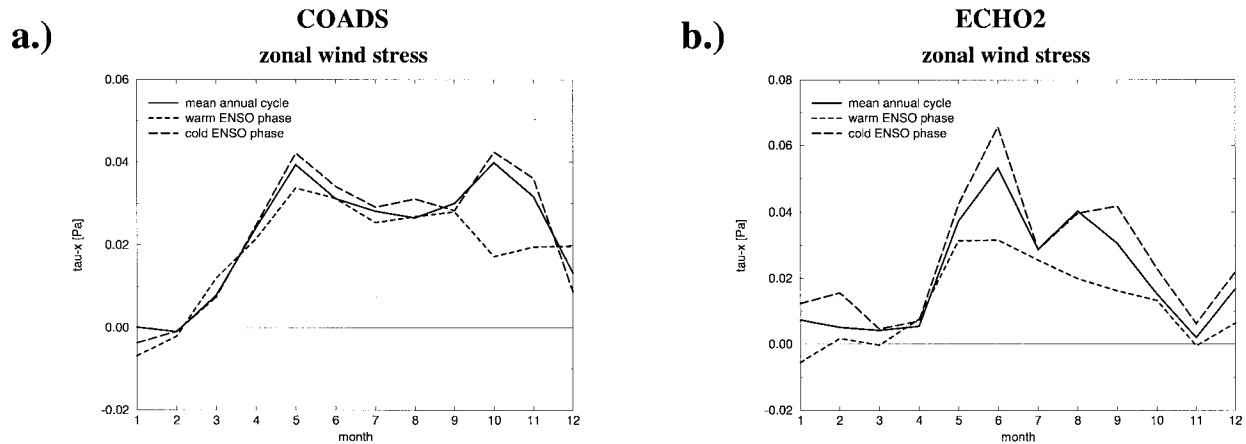 a.)
COADS
zonal wind stress
0.06
0.04
0.02
0.00
-0.02
tau-x [Pa]
mean annual cycle
warm ENSO phase
cold ENSO phase
1 2 3 4 5 6 7 8 9 10 11 12
month
b.)
ECHO2
zonal wind stress
0.08
0.06
0.04
0.02
0.00
-0.02
tau-x [Pa]
mean annual cycle
warm ENSO phase
cold ENSO phase
1 2 3 4 5 6 7 8 9 10 11 12
month